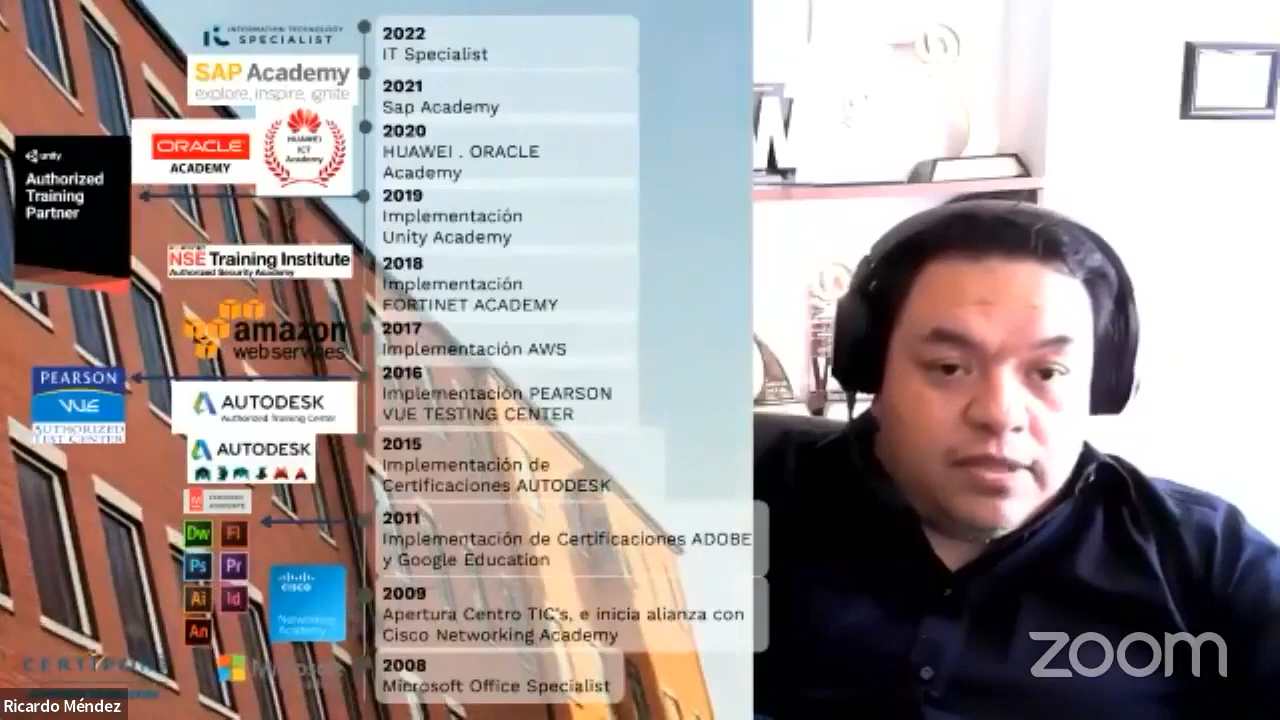 INFORMATION TECHNOLOGY
SPECIALIST
2022
IT Specialist
SAP Academy
explore, inspire, ignite
2021
Sap Academy
ORACLE
ACADEMY
HUAWEI
ICT
Academy
2020
HUAWEI . ORACLE
Academy
unity
Authorized
Training
Partner
2019
Implementación
Unity Academy
NSE Training Institute
Authorized Security Academy
2018
Implementación
FORTINET ACADEMY
amazon
webservices
2017
Implementación AWS
PEARSON
VUE
AUTHORIZED
TEST CENTER
AUTODESK
Authorized Training Center
2016
Implementación PEARSON
VUE TESTING CENTER
AUTODESK
2015
Implementación de
Certificaciones AUTODESK
Dw Fl
Ps Pr
Ai Id
An
2011
Implementación de Certificaciones ADOBE
y Google Education
CISCO
Networking
Academy
2009
Apertura Centro TIC's, e inicia alianza con
Cisco Networking Academy
CERTIPORT
Microsoft
2008
Microsoft Office Specialist
W
zoom
Ricardo Méndez